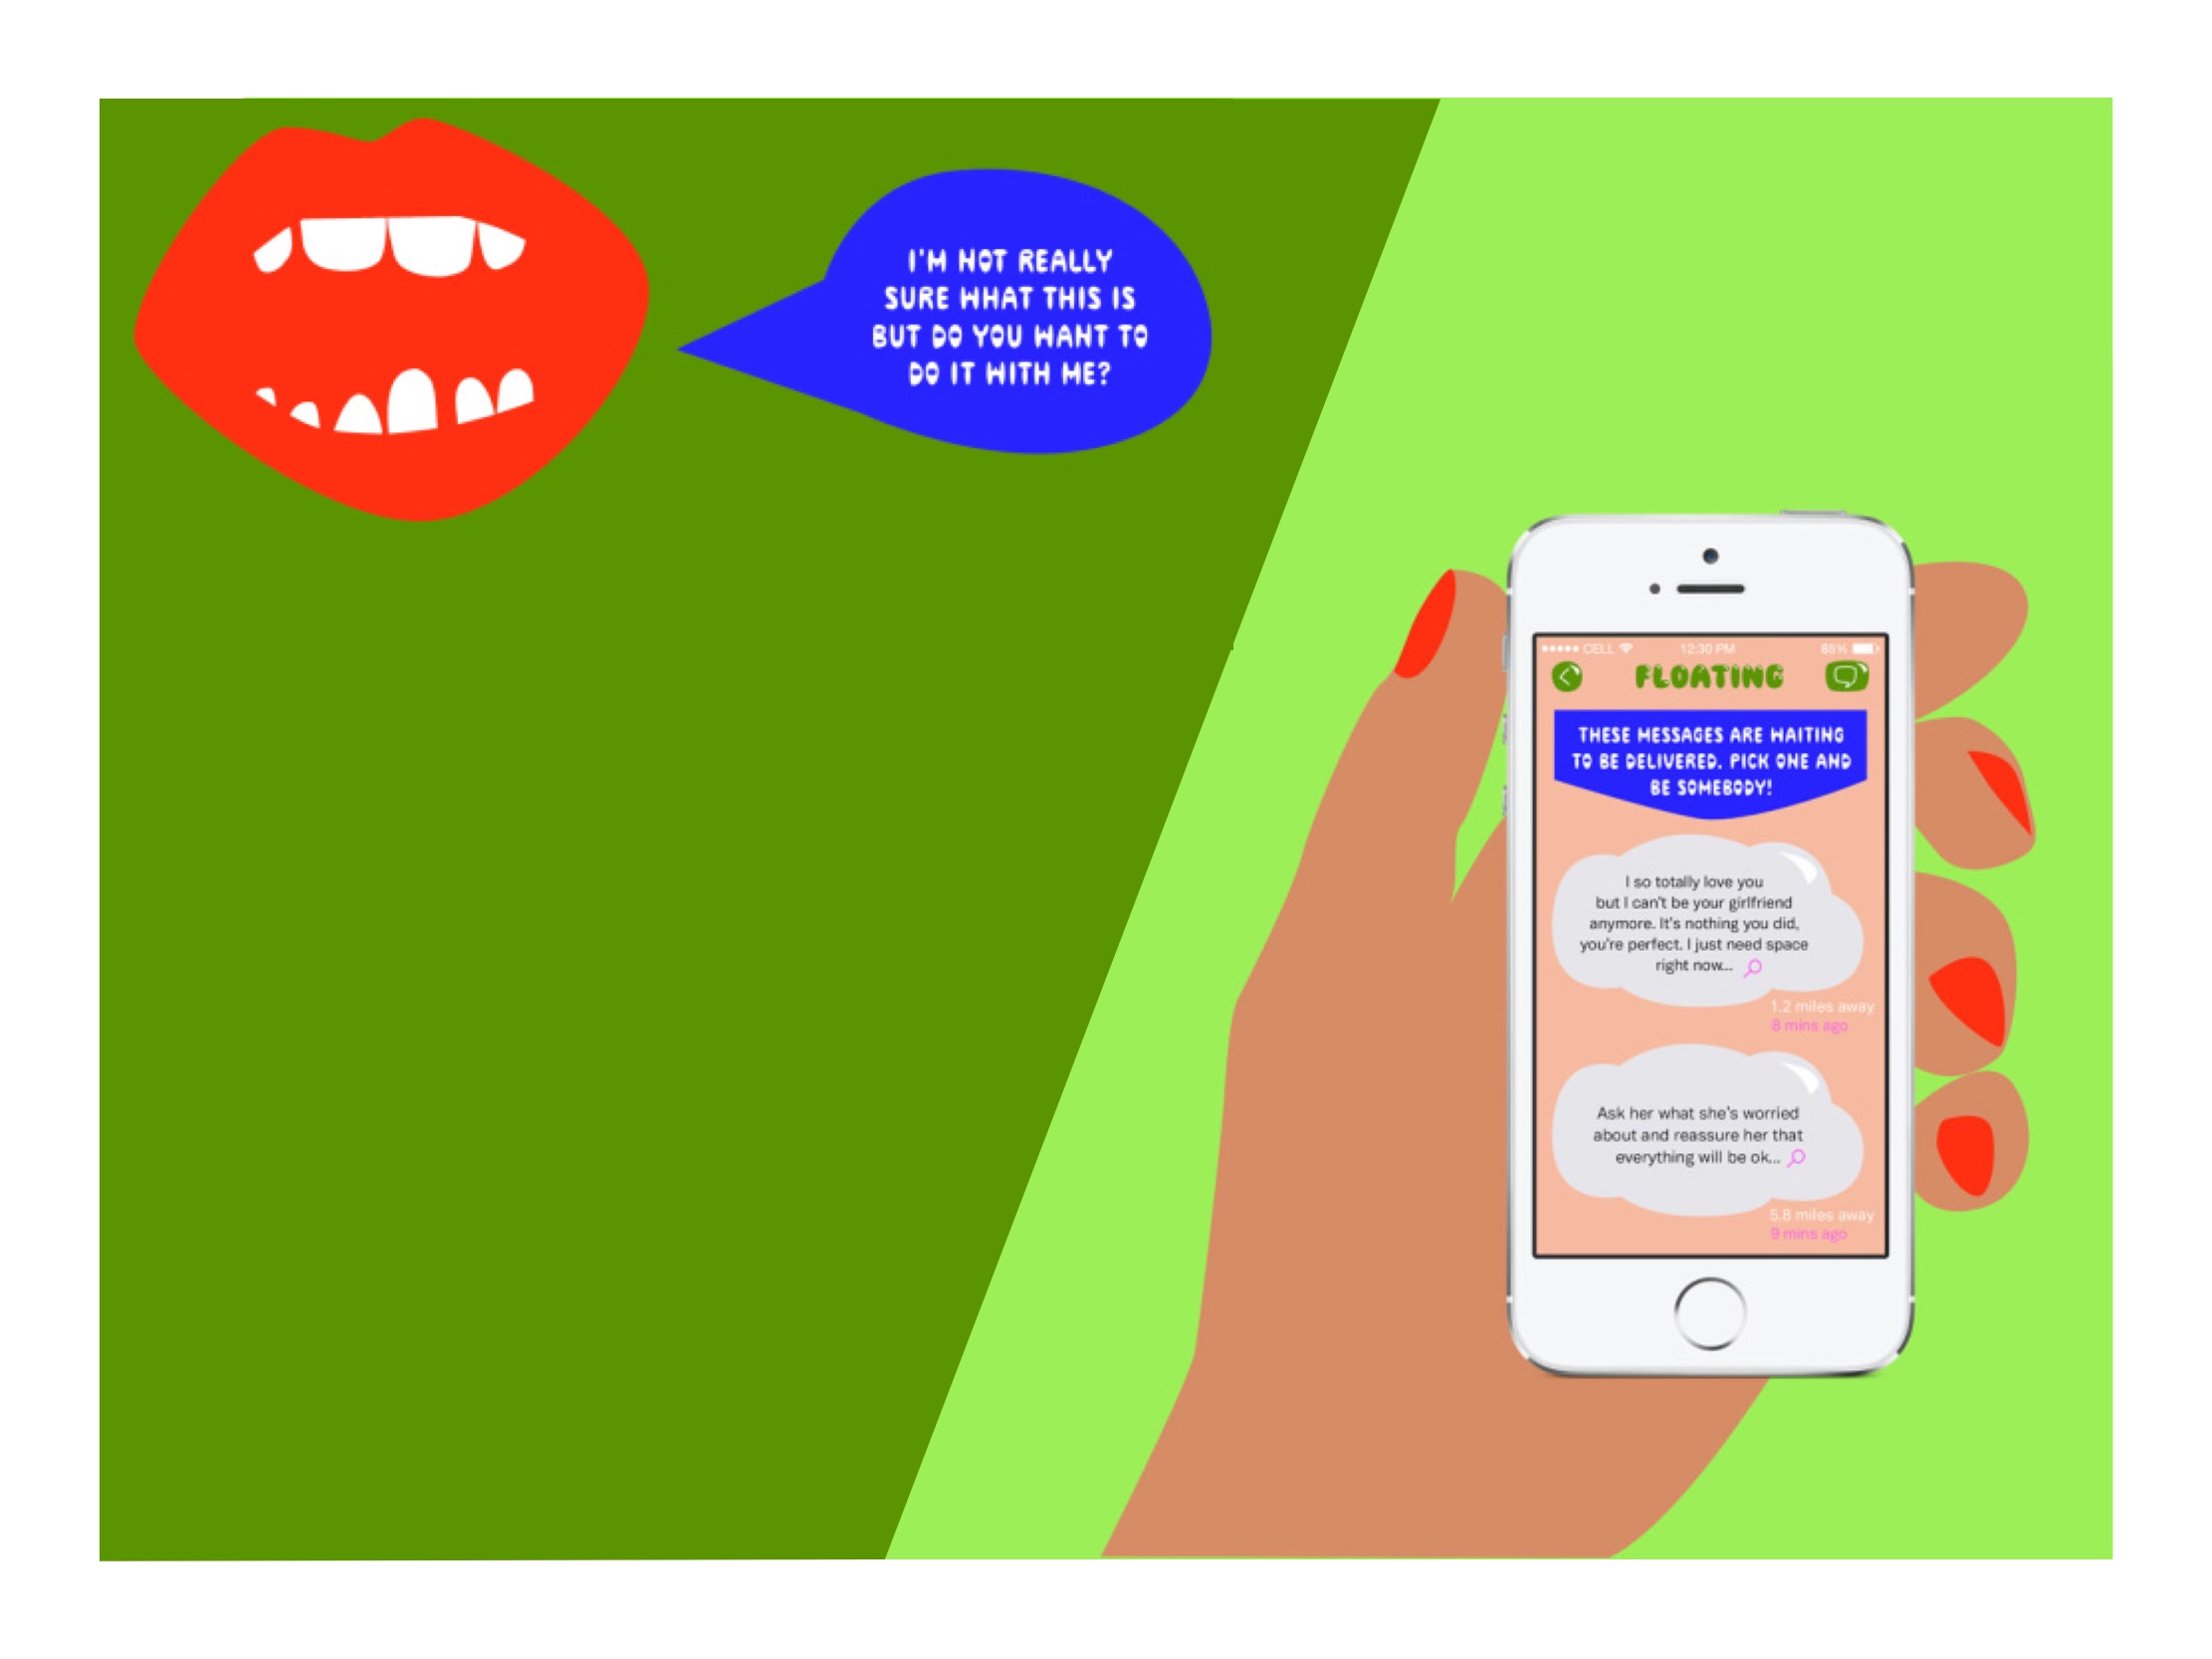 I'M NOT REALLY
SURE WHAT THIS IS
BUT DO YOU WANT TO
DO IT WITH ME?
CELL 12:30 PM 85%
FLOATING
THESE MESSAGES ARE WAITING
TO BE DELIVERED. PICK ONE AND
BE SOMEBODY!
I so totally love you
but I can't be your girlfriend
anymore. It's nothing you did,
you're perfect. I just need space
right now...
1.2 miles away
8 mins ago
Ask her what she's worried
about and reassure her that
everything will be ok...
5.8 miles away
9 mins ago